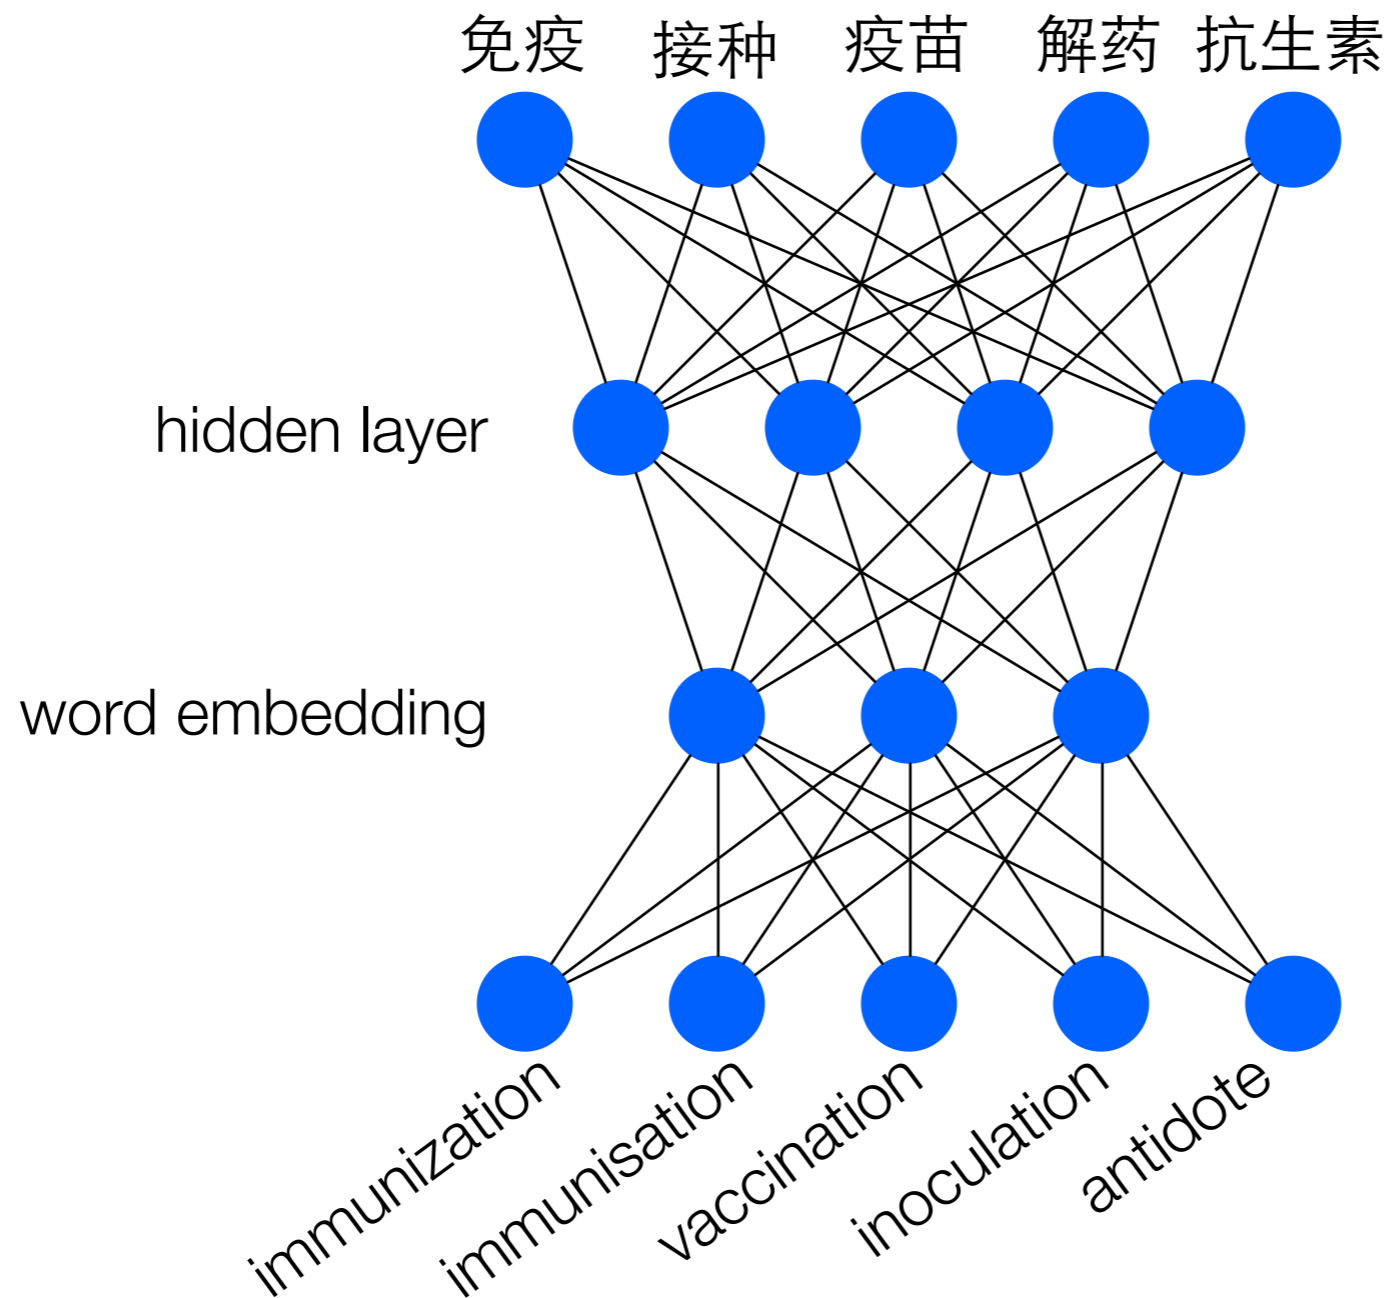 免疫 接种 疫苗 解药 抗生素
hidden layer
word embedding
immunization
immunisation
vaccination
inoculation
antidote